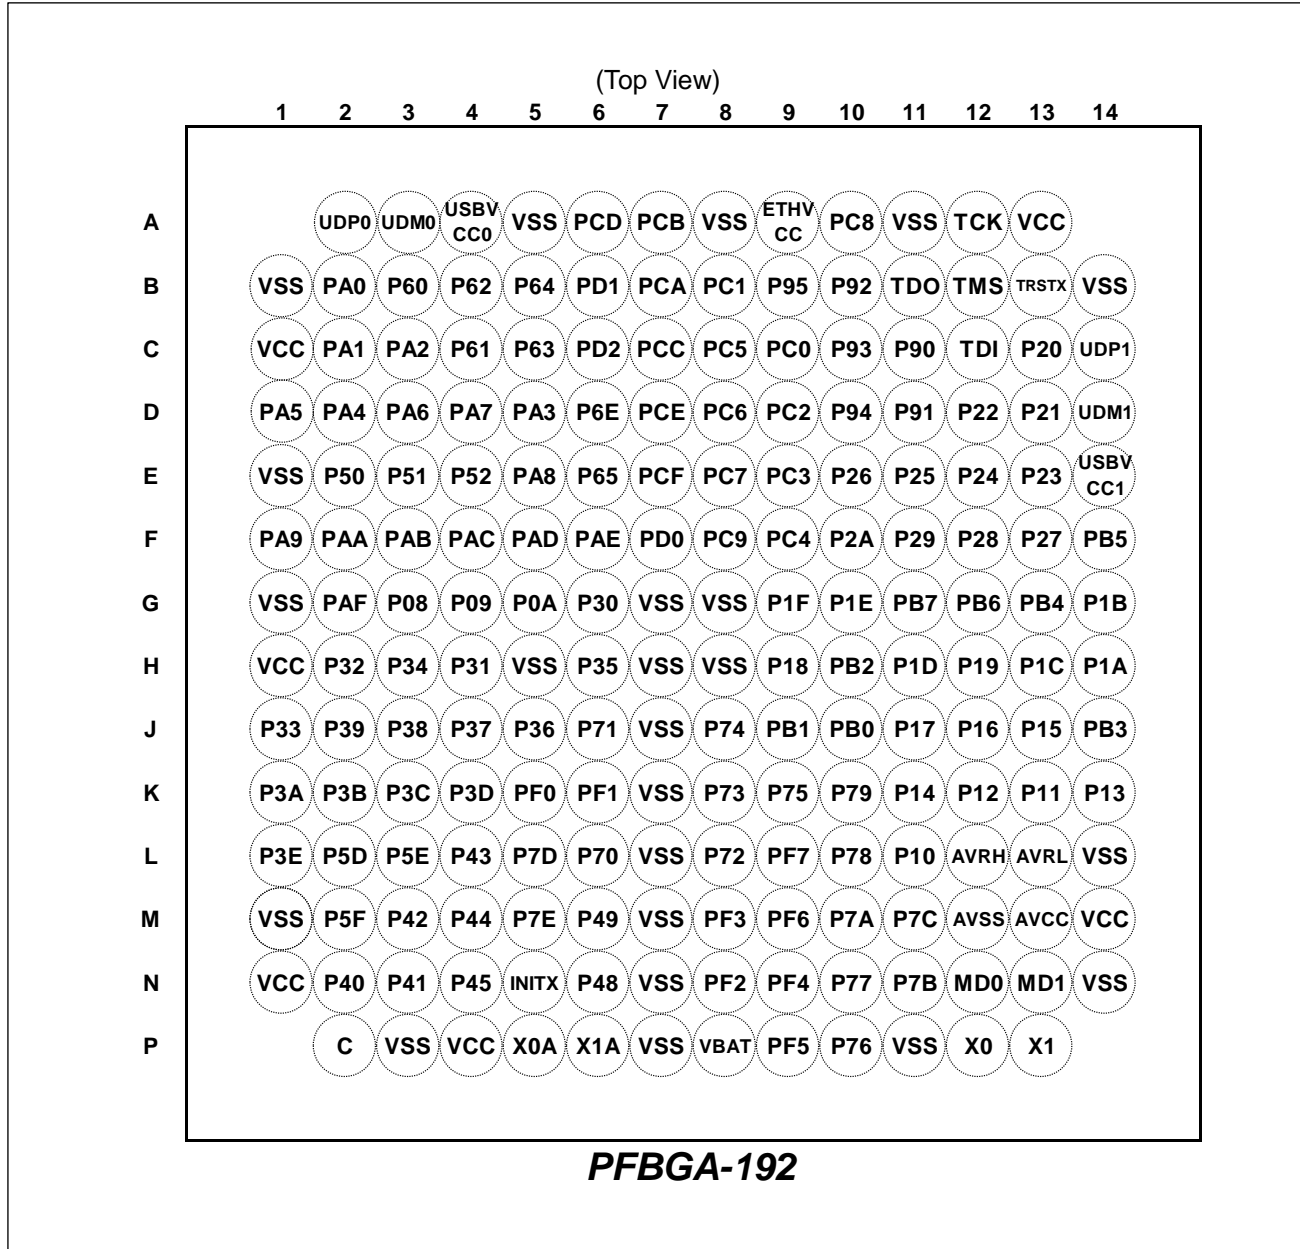 (Top View)
1 2 3 4 5 6 7 8 9 10 11 12 13 14
A UDP0 UDM0 USBV CC0 VSS PCD PCB VSS ETHV CC PC8 VSS TCK VCC
B VSS PA0 P60 P62 P64 PD1 PCA PC1 P95 P92 TDO TMS TRSTX VSS
C VCC PA1 PA2 P61 P63 PD2 PCC PC5 PC0 P93 P90 TDI P20 UDP1
D PA5 PA4 PA6 PA7 PA3 P6E PCE PC6 PC2 P94 P91 P22 P21 UDM1
E VSS P50 P51 P52 PA8 P65 PCF PC7 PC3 P26 P25 P24 P23 USBV CC1
F PA9 PAA PAB PAC PAD PAE PD0 PC9 PC4 P2A P29 P28 P27 PB5
G VSS PAF P08 P09 P0A P30 VSS VSS P1F P1E PB7 PB6 PB4 P1B
H VCC P32 P34 P31 VSS P35 VSS VSS P18 PB2 P1D P19 P1C P1A
J P33 P39 P38 P37 P36 P71 VSS P74 PB1 PB0 P17 P16 P15 PB3
K P3A P3B P3C P3D PF0 PF1 VSS P73 P75 P79 P14 P12 P11 P13
L P3E P5D P5E P43 P7D P70 VSS P72 PF7 P78 P10 AVRH AVRL VSS
M VSS P5F P42 P44 P7E P49 VSS PF3 PF6 P7A P7C AVSS AVCC VCC
N VCC P40 P41 P45 INITX P48 VSS PF2 PF4 P77 P7B MD0 MD1 VSS
P C VSS VCC X0A X1A VSS VBAT PF5 P76 VSS X0 X1
PFBGA-192